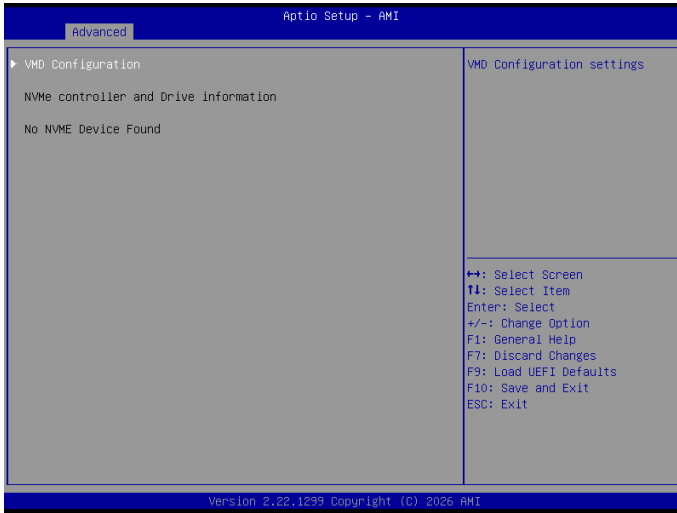 Aptio Setup – AMI
Advanced
VMD Configuration
NVMe controller and Drive information
No NVME Device Found
VMD Configuration settings
↔: Select Screen
↑↓: Select Item
Enter: Select
+/-: Change Option
F1: General Help
F7: Discard Changes
F9: Load UEFI Defaults
F10: Save and Exit
ESC: Exit
Version 2.22.1299 Copyright (C) 2026 AMI